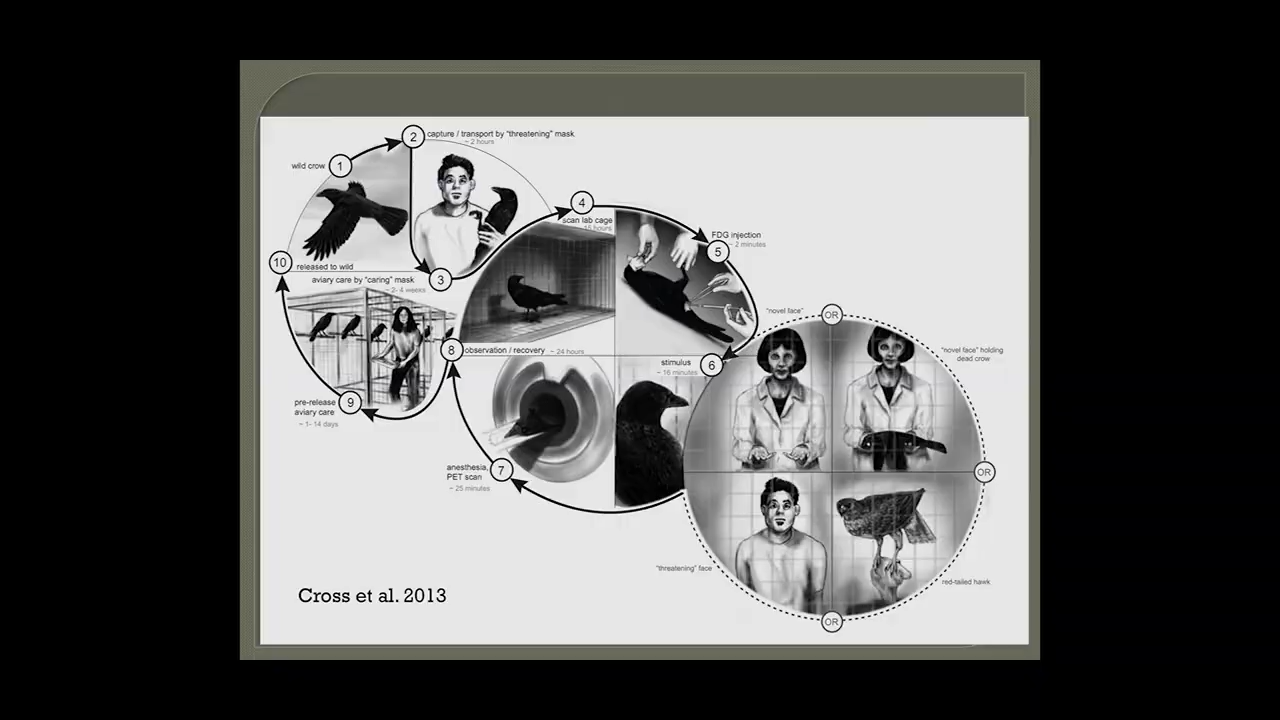 1
wild crow
2
capture / transport by "threatening" mask
~ 2 hours
3
aviary care by "caring" mask
~ 2- 4 weeks
4
scan lab cage
hours
5
FDG injection
~ 2 minutes
6
stimulus
~ 16 minutes
"novel face"
OR
"novel face" holding
dead crow
OR
red-tailed hawk
OR
"threatening" face
7
anesthesia,
PET scan
~ 25 minutes
8
observation / recovery
~ 24 hours
9
pre-release
aviary care
~ 1- 14 days
10
released to wild
Cross et al. 2013